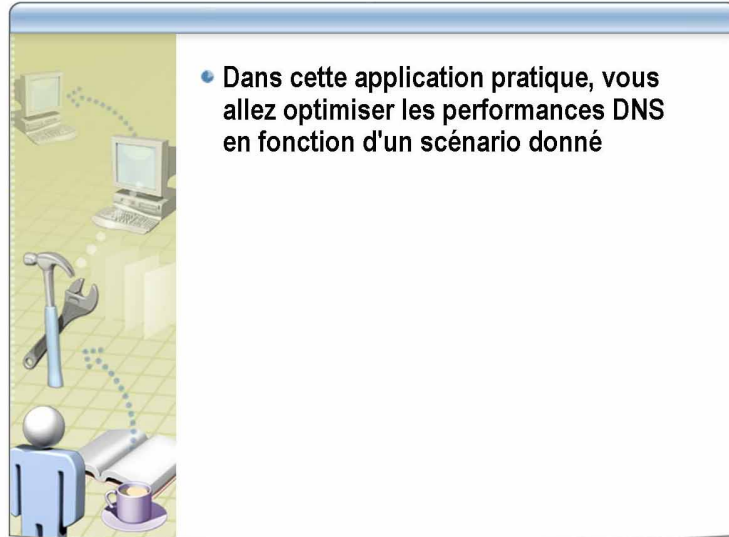 Dans cette application pratique, vous
allez optimiser les performances DNS
en fonction d'un scénario donné